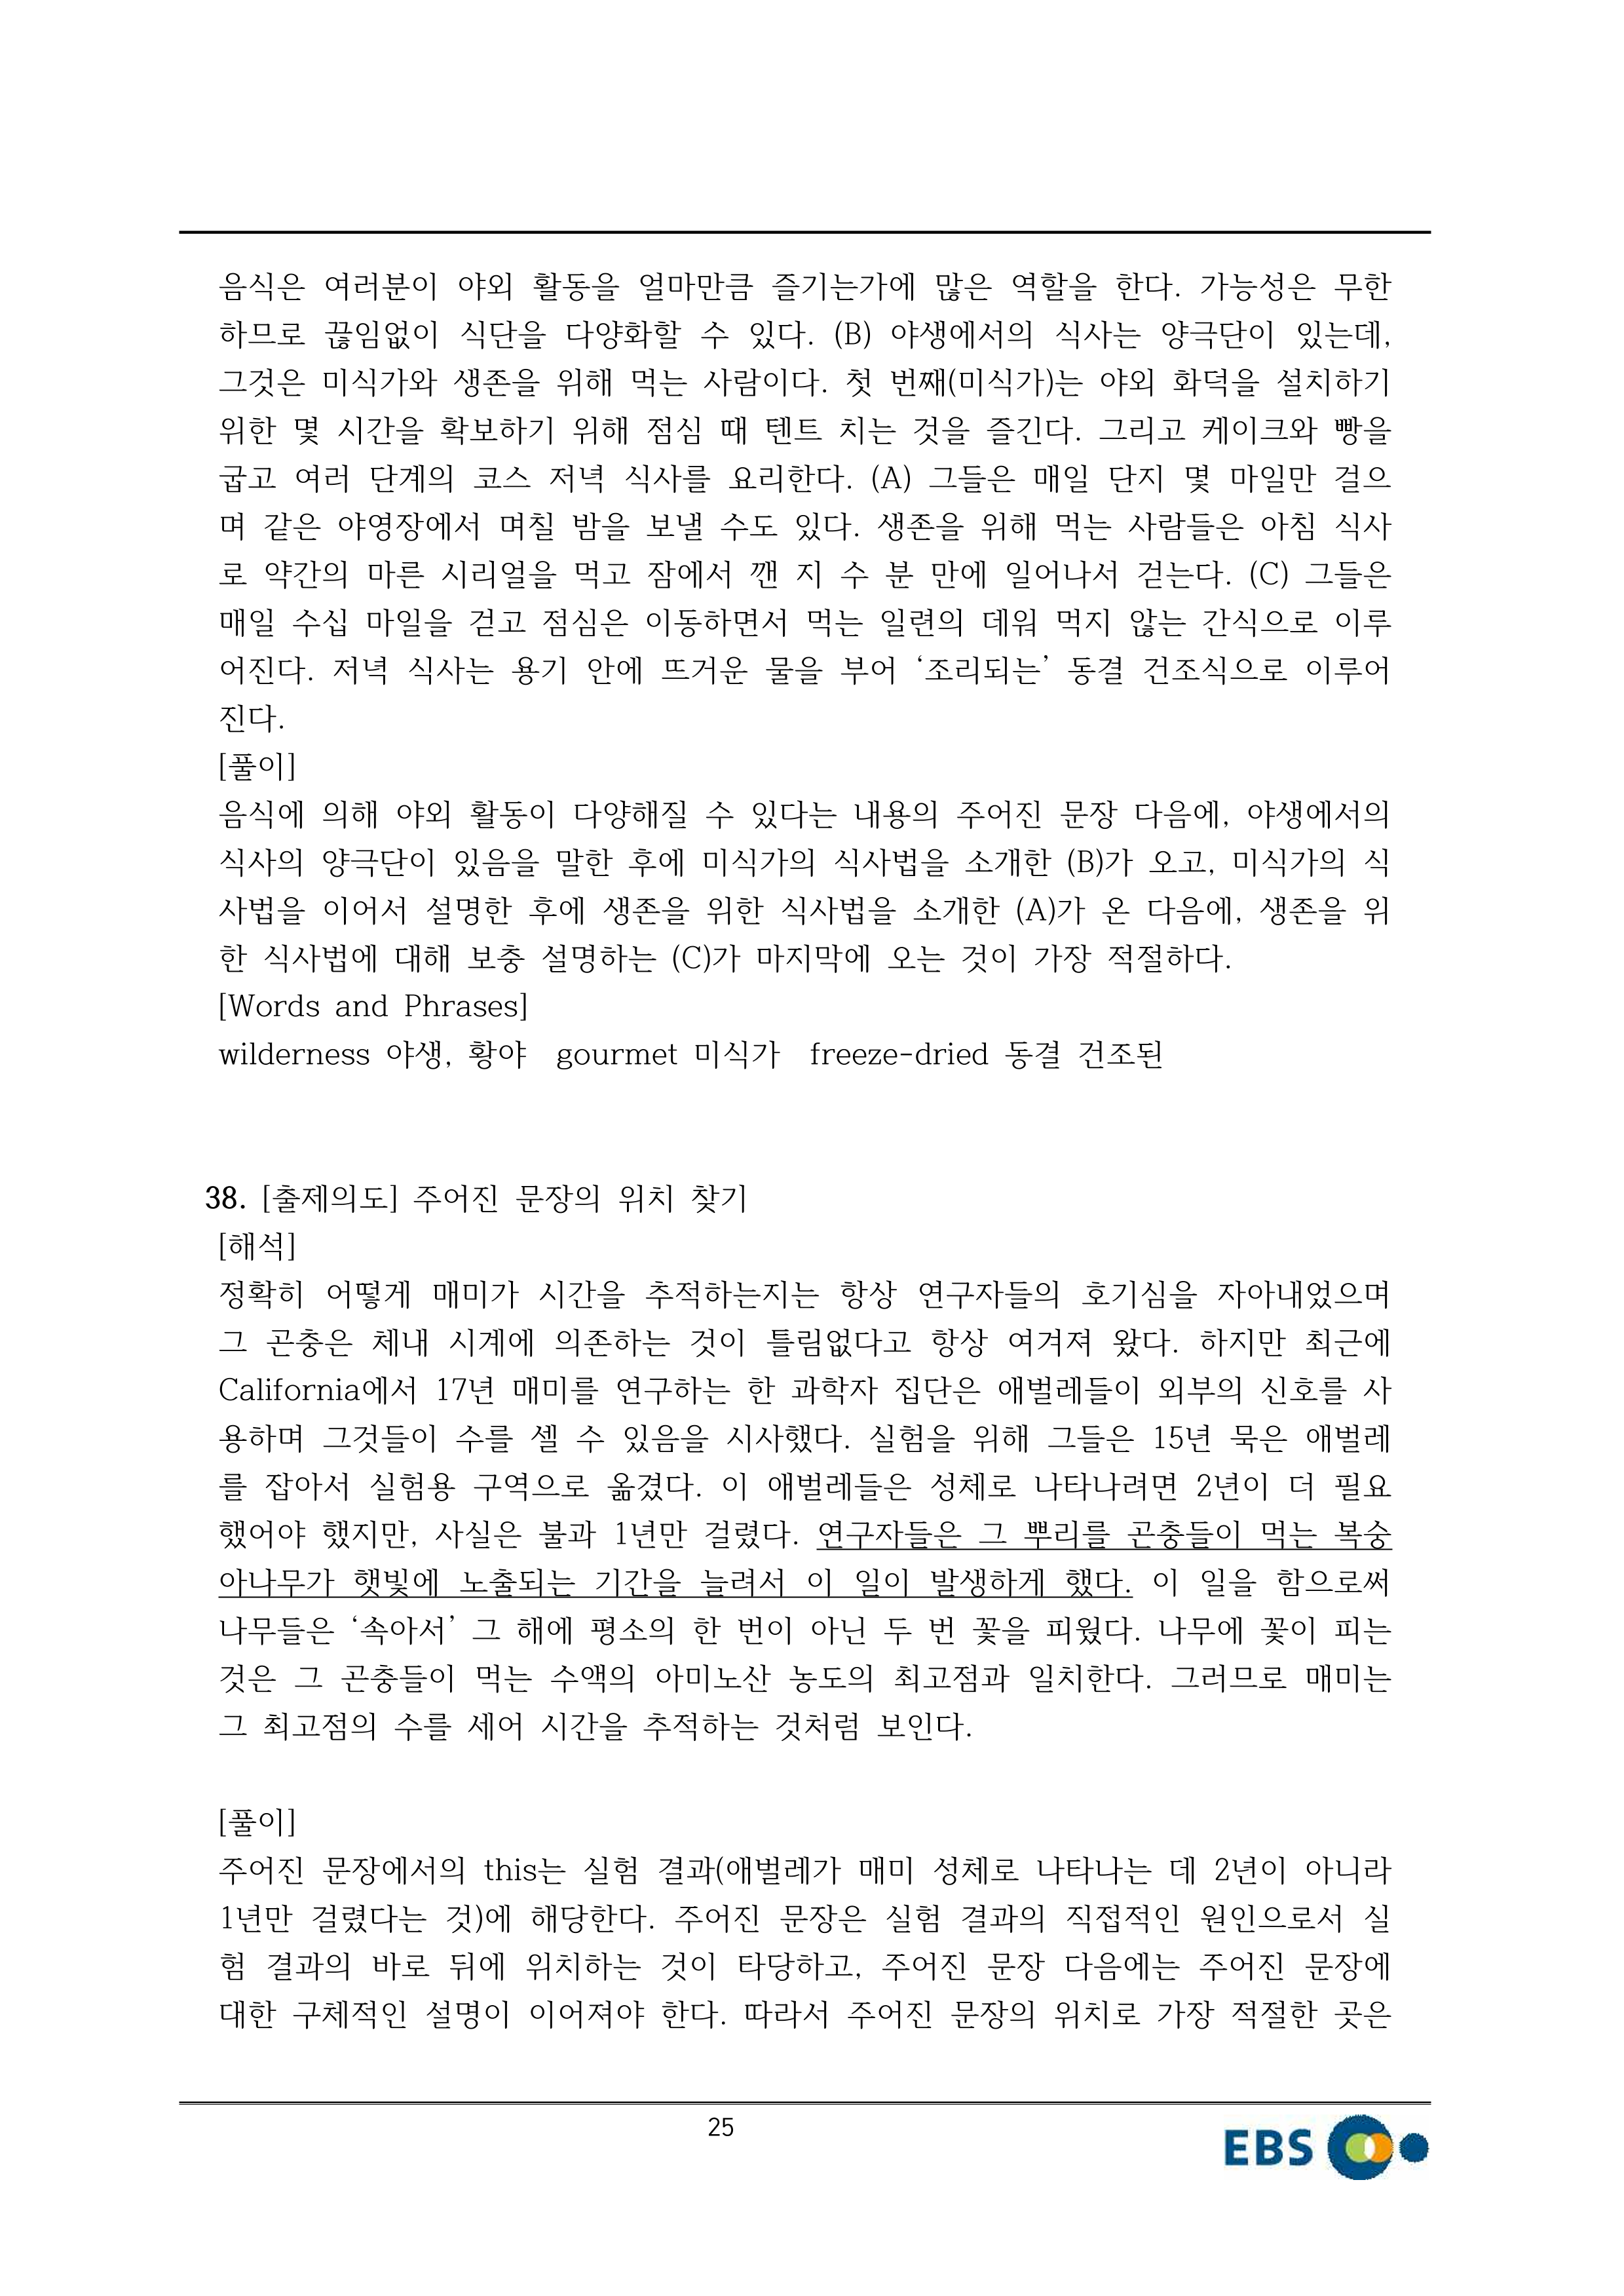 음식은 여러분이 야외 활동을 얼마만큼 즐기는가에 많은 역할을 한다. 가능성은 무한
하므로 끊임없이 식단을 다양화할 수 있다. (B) 야생에서의 식사는 양극단이 있는데,
그것은 미식가와 생존을 위해 먹는 사람이다. 첫 번째(미식가)는 야외 화덕을 설치하기
위한 몇 시간을 확보하기 위해 점심 때 텐트 치는 것을 즐긴다. 그리고 케이크와 빵을
굽고 여러 단계의 코스 저녁 식사를 요리한다. (A) 그들은 매일 단지 몇 마일만 걸으
며 같은 야영장에서 며칠 밤을 보낼 수도 있다. 생존을 위해 먹는 사람들은 아침 식사
로 약간의 마른 시리얼을 먹고 잠에서 깬 지 수 분 만에 일어나서 걷는다. (C) 그들은
매일 수십 마일을 걷고 점심은 이동하면서 먹는 일련의 데워 먹지 않는 간식으로 이루
어진다. 저녁 식사는 용기 안에 뜨거운 물을 부어 ‘조리되는’ 동결 건조식으로 이루어
진다.
[풀이]
음식에 의해 야외 활동이 다양해질 수 있다는 내용의 주어진 문장 다음에, 야생에서의
식사의 양극단이 있음을 말한 후에 미식가의 식사법을 소개한 (B)가 오고, 미식가의 식
사법을 이어서 설명한 후에 생존을 위한 식사법을 소개한 (A)가 온 다음에, 생존을 위
한 식사법에 대해 보충 설명하는 (C)가 마지막에 오는 것이 가장 적절하다.
[Words and Phrases]
wilderness 야생, 황야  gourmet 미식가  freeze-dried 동결 건조된
38. [출제의도] 주어진 문장의 위치 찾기
[해석]
정확히 어떻게 매미가 시간을 추적하는지는 항상 연구자들의 호기심을 자아내었으며
그 곤충은 체내 시계에 의존하는 것이 틀림없다고 항상 여겨져 왔다. 하지만 최근에
California에서 17년 매미를 연구하는 한 과학자 집단은 애벌레들이 외부의 신호를 사
용하며 그것들이 수를 셀 수 있음을 시사했다. 실험을 위해 그들은 15년 묵은 애벌레
를 잡아서 실험용 구역으로 옮겼다. 이 애벌레들은 성체로 나타나려면 2년이 더 필요
했어야 했지만, 사실은 불과 1년만 걸렸다. 연구자들은 그 뿌리를 곤충들이 먹는 복숭
아나무가 햇빛에 노출되는 기간을 늘려서 이 일이 발생하게 했다. 이 일을 함으로써
나무들은 ‘속아서’ 그 해에 평소의 한 번이 아닌 두 번 꽃을 피웠다. 나무에 꽃이 피는
것은 그 곤충들이 먹는 수액의 아미노산 농도의 최고점과 일치한다. 그러므로 매미는
그 최고점의 수를 세어 시간을 추적하는 것처럼 보인다.
[풀이]
주어진 문장에서의 this는 실험 결과(애벌레가 매미 성체로 나타나는 데 2년이 아니라
1년만 걸렸다는 것)에 해당한다. 주어진 문장은 실험 결과의 직접적인 원인으로서 실
험 결과의 바로 뒤에 위치하는 것이 타당하고, 주어진 문장 다음에는 주어진 문장에
대한 구체적인 설명이 이어져야 한다. 따라서 주어진 문장의 위치로 가장 적절한 곳은
25
EBS